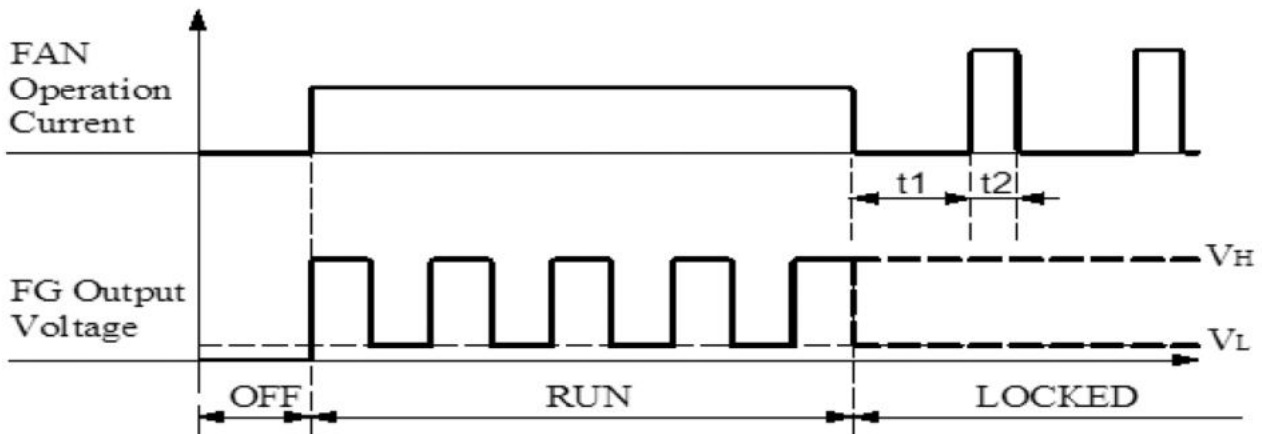 FAN
Operation
Current
t1 t2
VH
FG Output
Voltage
VL
OFF RUN LOCKED